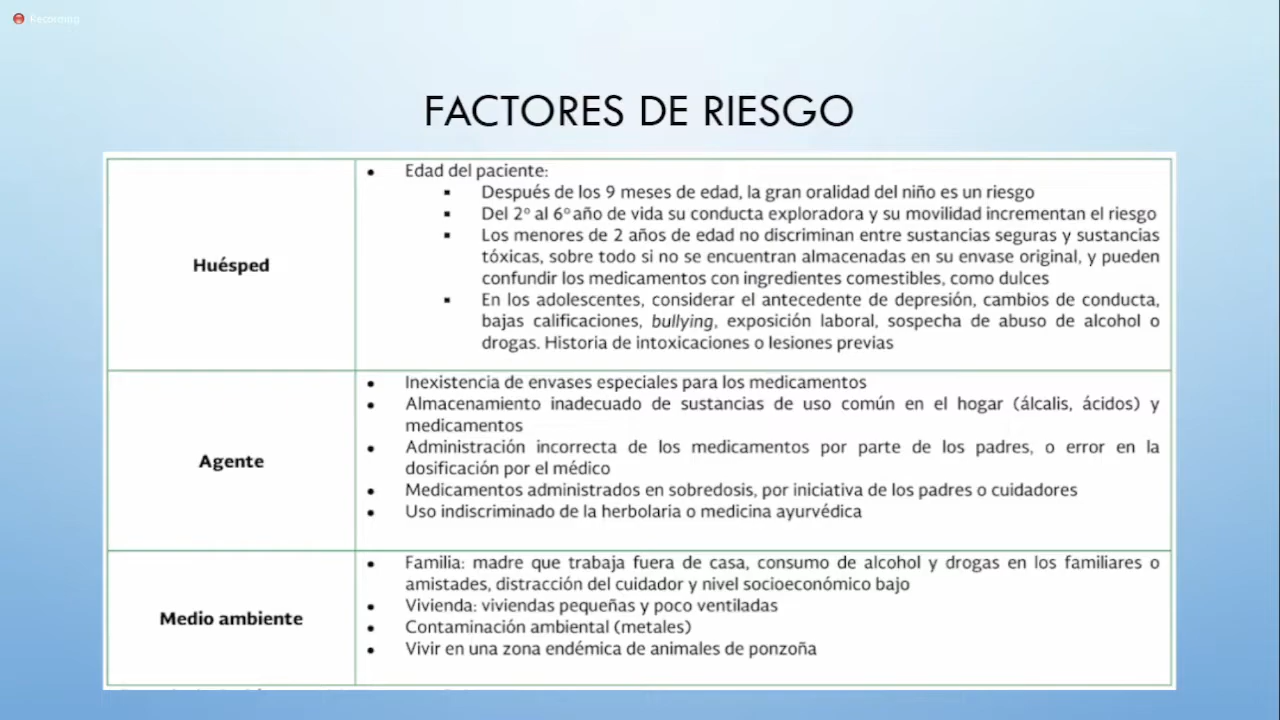 Recording
FACTORES DE RIESGO
Huésped
• Edad del paciente:
▪ Después de los 9 meses de edad, la gran oralidad del niño es un riesgo
▪ Del 2º al 6º año de vida su conducta exploradora y su movilidad incrementan el riesgo
▪ Los menores de 2 años de edad no discriminan entre sustancias seguras y sustancias
tóxicas, sobre todo si no se encuentran almacenadas en su envase original, y pueden
confundir los medicamentos con ingredientes comestibles, como dulces
▪ En los adolescentes, considerar el antecedente de depresión, cambios de conducta,
bajas calificaciones, bullying, exposición laboral, sospecha de abuso de alcohol o
drogas. Historia de intoxicaciones o lesiones previas
Agente
• Inexistencia de envases especiales para los medicamentos
• Almacenamiento inadecuado de sustancias de uso común en el hogar (álcalis, ácidos) y
medicamentos
• Administración incorrecta de los medicamentos por parte de los padres, o error en la
dosificación por el médico
• Medicamentos administrados en sobredosis, por iniciativa de los padres o cuidadores
• Uso indiscriminado de la herbolaria o medicina ayurvédica
Medio ambiente
• Familia: madre que trabaja fuera de casa, consumo de alcohol y drogas en los familiares o
amistades, distracción del cuidador y nivel socioeconómico bajo
• Vivienda: viviendas pequeñas y poco ventiladas
• Contaminación ambiental (metales)
• Vivir en una zona endémica de animales de ponzoña